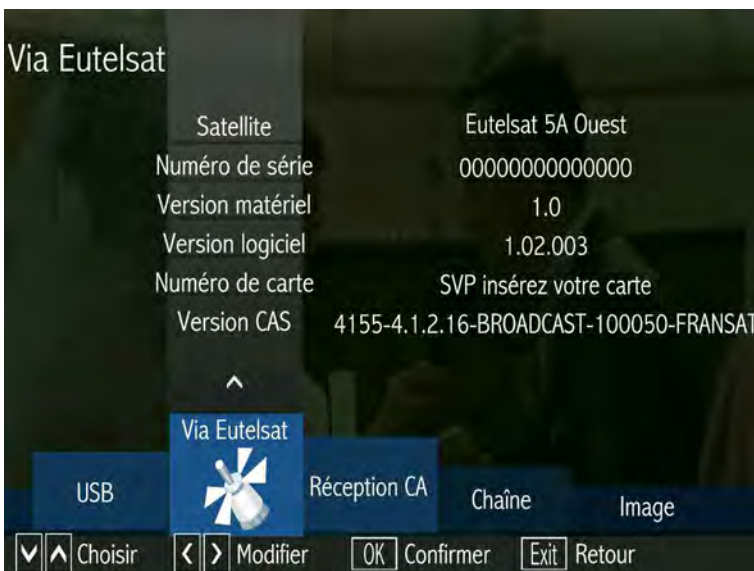 Via Eutelsat
Satellite Eutelsat 5A Ouest
Numéro de série 00000000000000
Version matériel 1.0
Version logiciel 1.02.003
Numéro de carte SVP insérez votre carte
Version CAS 4155-4.1.2.16-BROADCAST-100050-FRANSAT
USB Via Eutelsat Réception CA Chaîne Image
Choisir Modifier OK Confirmer Exit Retour